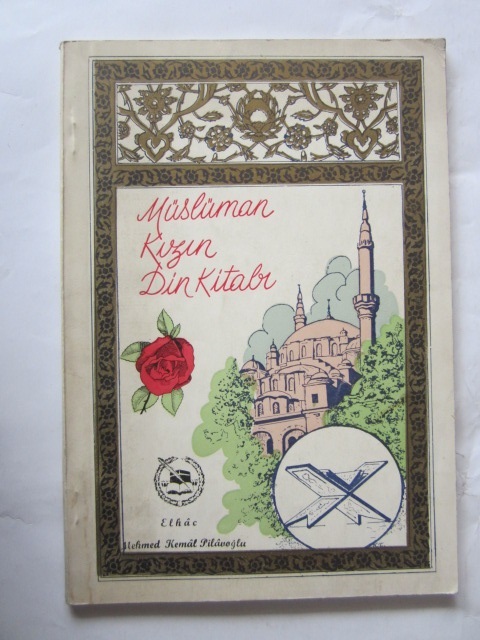 Müslüman
Kızın
Din Kitabı
Elhâc
Mehmed Kemâl Pilâvoğlu